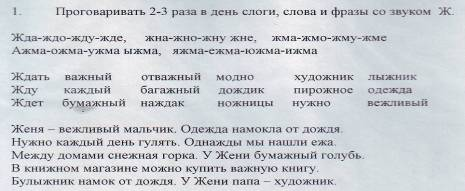 1. Проговаривать 2-3 раза в день слоги, слова и фразы со звуком Ж.
Жда-ждо-жду-жде, жна-жно-жну жне, жма-жмо-жму-жме
Ажма-ожма-ужма ыжма, яжма-ежма-южма-ижма
Ждать важный отважный модно художник лыжник
Жду каждый багажный дождик пирожное одежда
Ждет бумажный наждак ножницы нужно вежливый
Женя – вежливый мальчик. Одежда намокла от дождя.
Нужно каждый день гулять. Однажды мы нашли ежа.
Между домами снежная горка. У Жени бумажный голубь.
В книжном магазине можно купить важную книгу.
Булыжник намок от дождя. У Жени папа – художник.